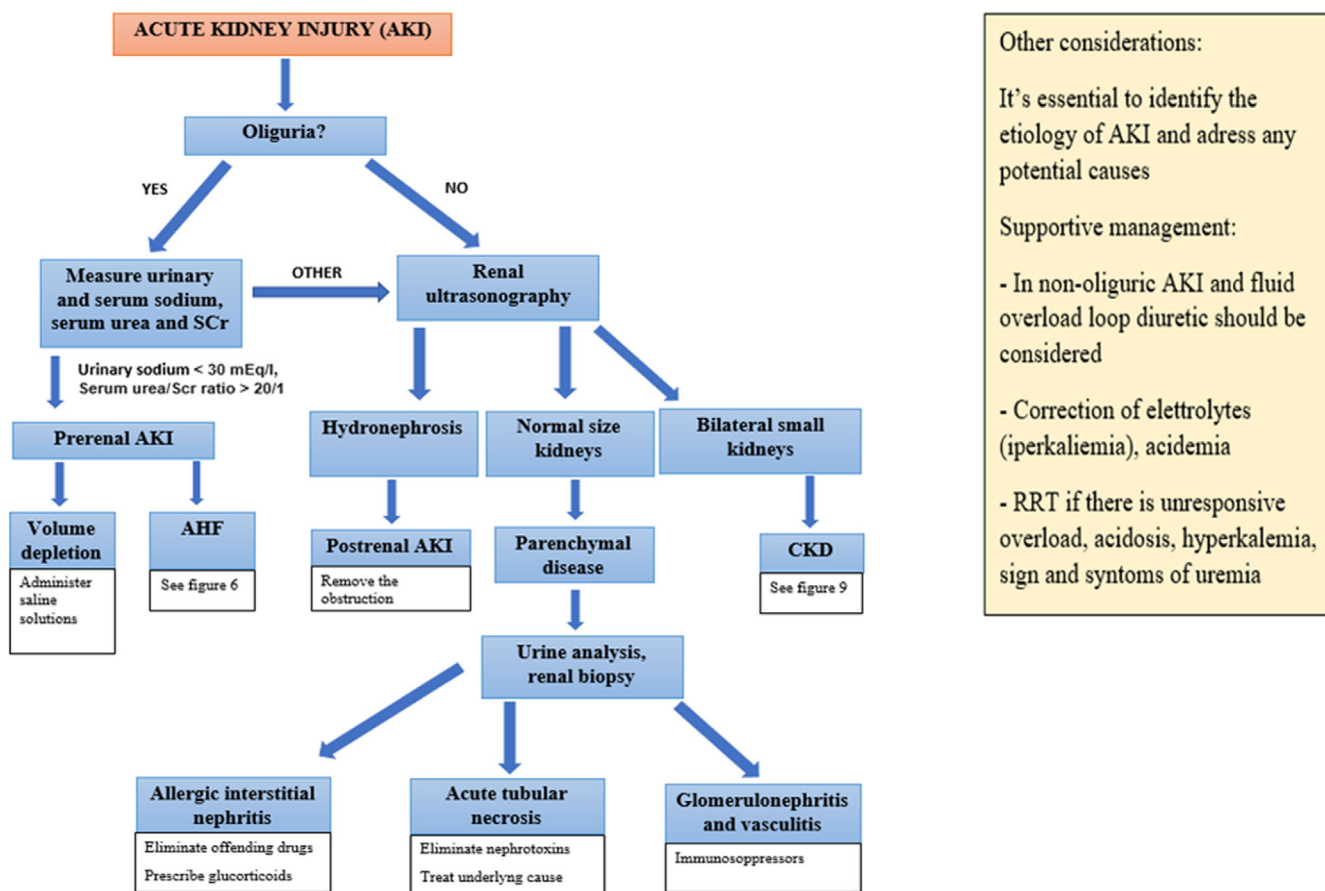 ACUTE KIDNEY INJURY (AKI)
Oliguria?
YES
NO
Measure urinary
and serum sodium,
serum urea and SCr
OTHER
Renal
ultrasonography
Urinary sodium < 30 mEq/l,
Serum urea/Scr ratio > 20/1
Prerenal AKI
Hydronephrosis
Normal size
kidneys
Bilateral small
kidneys
Volume
depletion
Administer
saline
solutions
AHF
See figure 6
Postrenal AKI
Remove the
obstruction
Parenchymal
disease
CKD
See figure 9
Urine analysis,
renal biopsy
Allergic interstitial
nephritis
Eliminate offending drugs
Prescribe glucorticoids
Acute tubular
necrosis
Eliminate nephrotoxins
Treat underlyng cause
Glomerulonephritis
and vasculitis
Immunosoppressors
Other considerations:
It’s essential to identify the
etiology of AKI and adress any
potential causes
Supportive management:
- In non-oliguric AKI and fluid
overload loop diuretic should be
considered
- Correction of elettrolytes
(iperkaliemia), acidemia
- RRT if there is unresponsive
overload, acidosis, hyperkalemia,
sign and syntoms of uremia